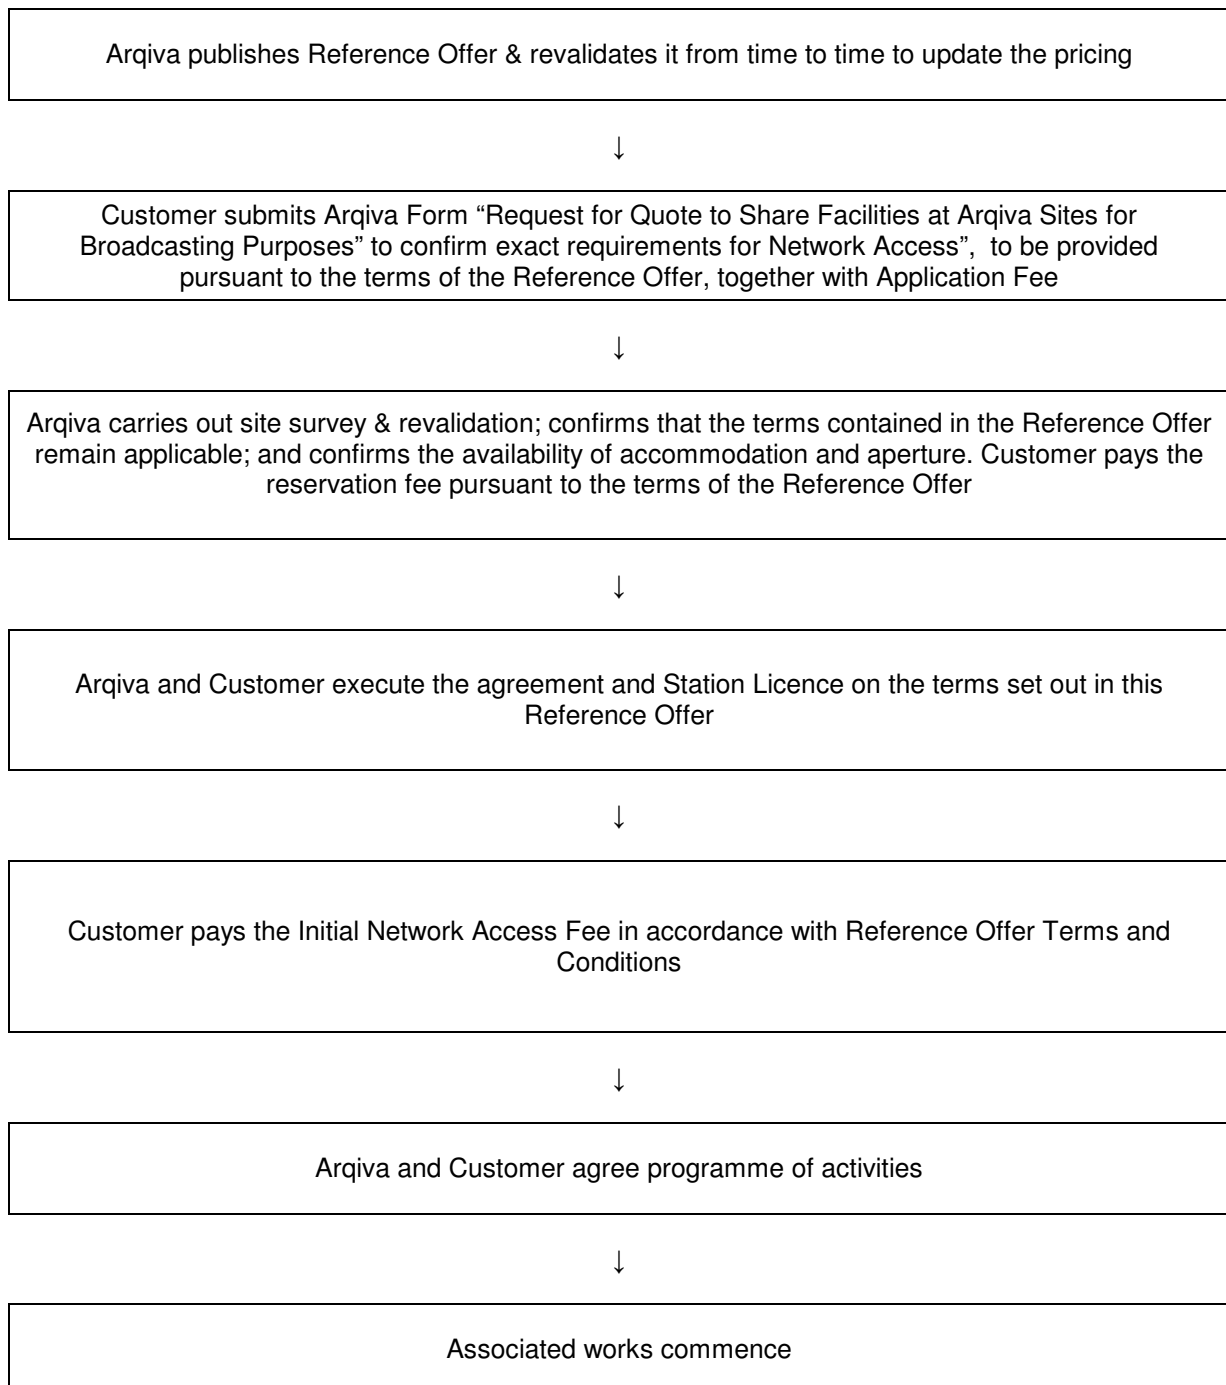 Arqiva publishes Reference Offer & revalidates it from time to time to update the pricing
↓
Customer submits Arqiva Form “Request for Quote to Share Facilities at Arqiva Sites for
Broadcasting Purposes” to confirm exact requirements for Network Access”,  to be provided
pursuant to the terms of the Reference Offer, together with Application Fee
↓
Arqiva carries out site survey & revalidation; confirms that the terms contained in the Reference Offer
remain applicable; and confirms the availability of accommodation and aperture. Customer pays the
reservation fee pursuant to the terms of the Reference Offer
↓
Arqiva and Customer execute the agreement and Station Licence on the terms set out in this
Reference Offer
↓
Customer pays the Initial Network Access Fee in accordance with Reference Offer Terms and
Conditions
↓
Arqiva and Customer agree programme of activities
↓
Associated works commence